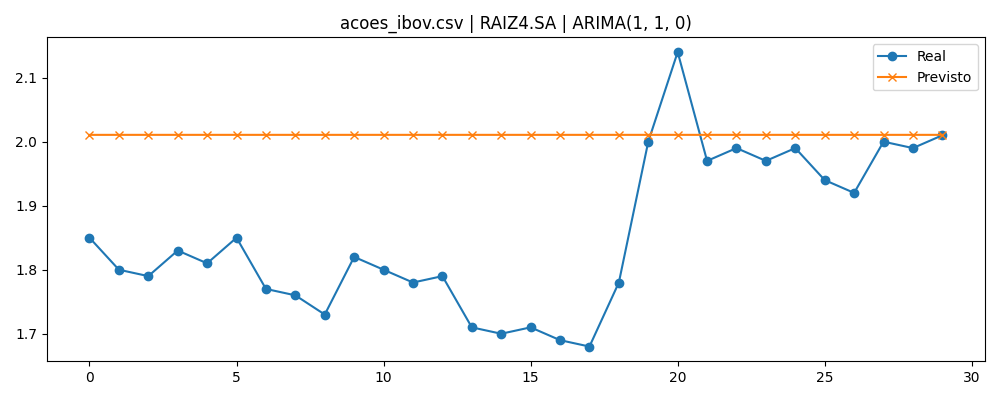 acoes_ibov.csv | RAIZ4.SA | ARIMA(1, 1, 0)
Real
Previsto
2.1
2.0
1.9
1.8
1.7
0 5 10 15 20 25 30